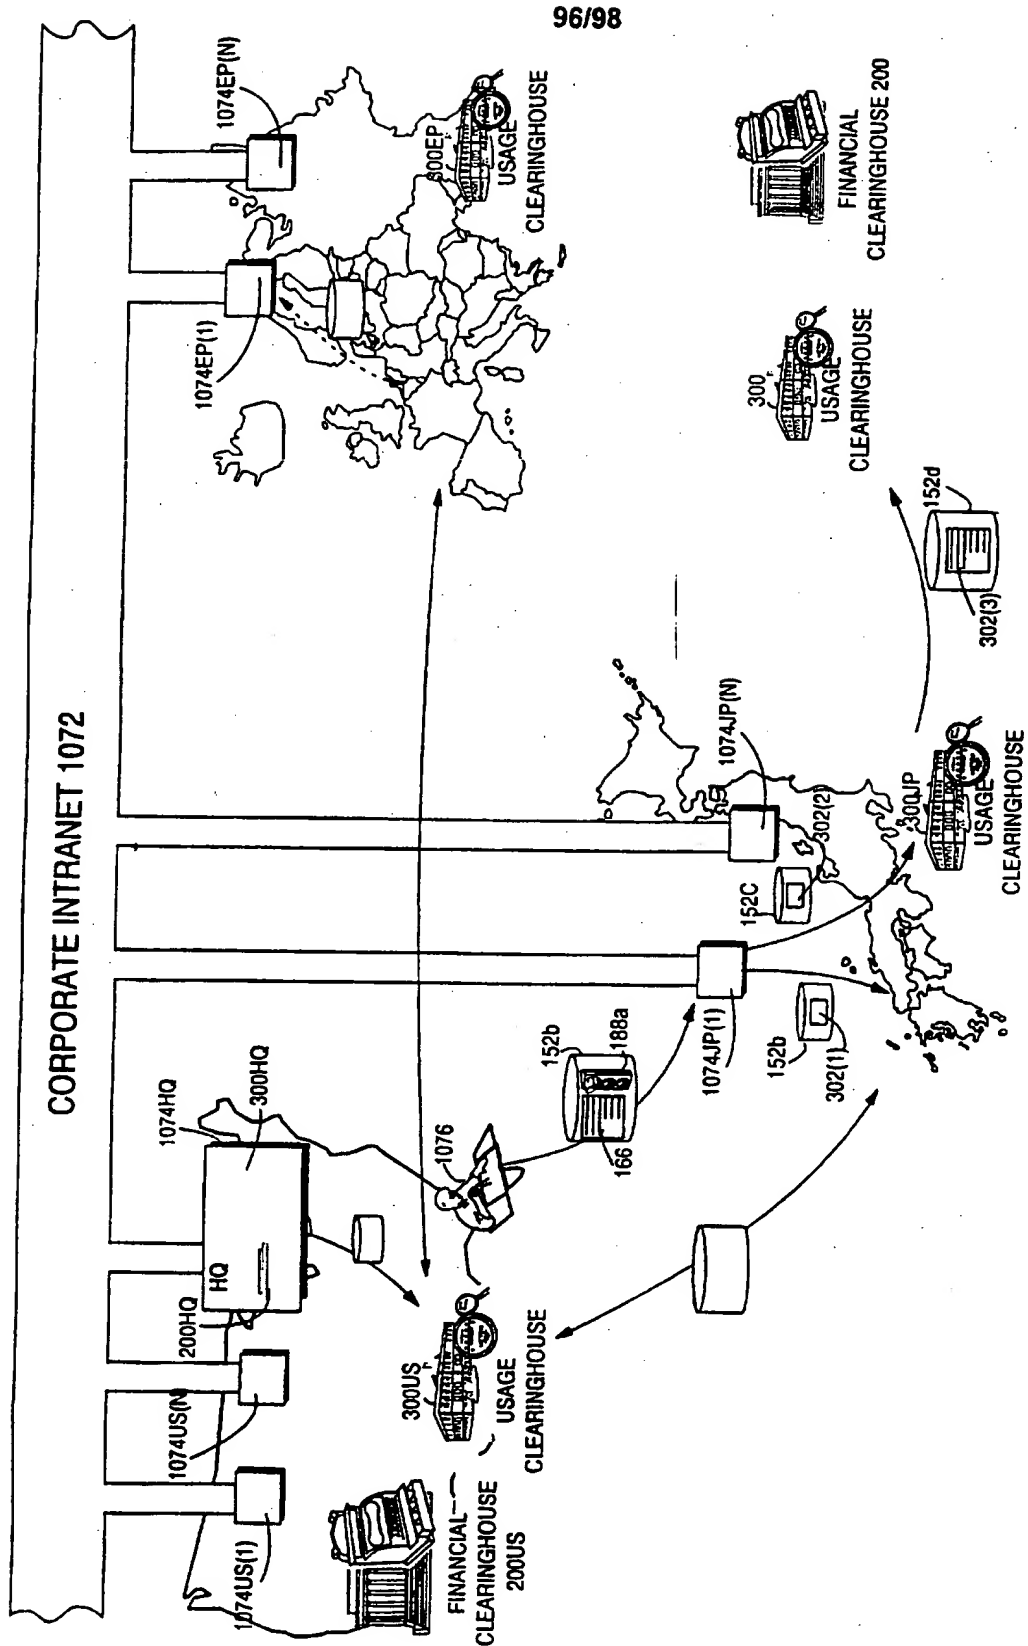 96/98
CORPORATE INTRANET 1072
1074US(1)
1074US(N
200HQ
HQ
1074HQ
300HQ
1074EP(1)
1074EP(N)
FINANCIAL
CLEARINGHOUSE
200US
300US
USAGE
CLEARINGHOUSE
1076
152b
188a
166
1074JP(1)
152b
302(1)
1074JP(N)
152C
302(2)
300JP
USAGE
CLEARINGHOUSE
152d
302(3)
300EP
USAGE
CLEARINGHOUSE
300
USAGE
CLEARINGHOUSE
FINANCIAL
CLEARINGHOUSE 200